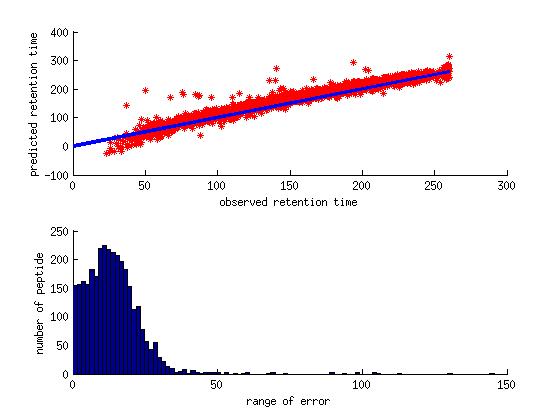 400
300
200
100
0
-100
predicted retention time
0 50 100 150 200 250 300
observed retention time
250
200
150
100
50
0
number of peptide
0 50 100 150
range of error